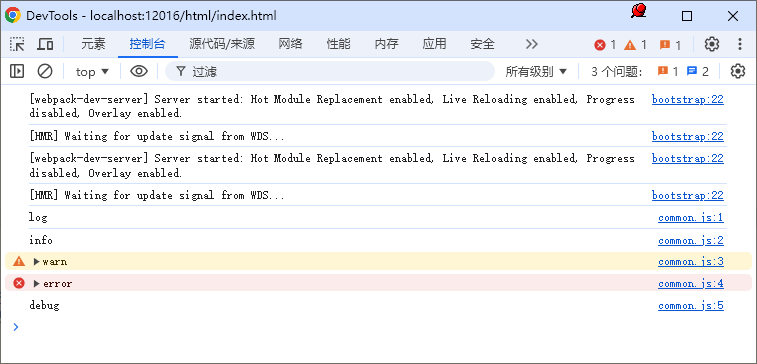 DevTools - localhost:12016/html/index.html
元素 控制台 源代码/来源 网络 性能 内存 应用 安全 1 1 1
top 过滤 所有级别 3 个问题: 1 2
[webpack-dev-server] Server started: Hot Module Replacement enabled, Live Reloading enabled, Progress bootstrap:22
disabled, Overlay enabled.
[HMR] Waiting for update signal from WDS... bootstrap:22
[webpack-dev-server] Server started: Hot Module Replacement enabled, Live Reloading enabled, Progress bootstrap:22
disabled, Overlay enabled.
[HMR] Waiting for update signal from WDS... bootstrap:22
log common.js:1
info common.js:2
warn common.js:3
error common.js:4
debug common.js:5